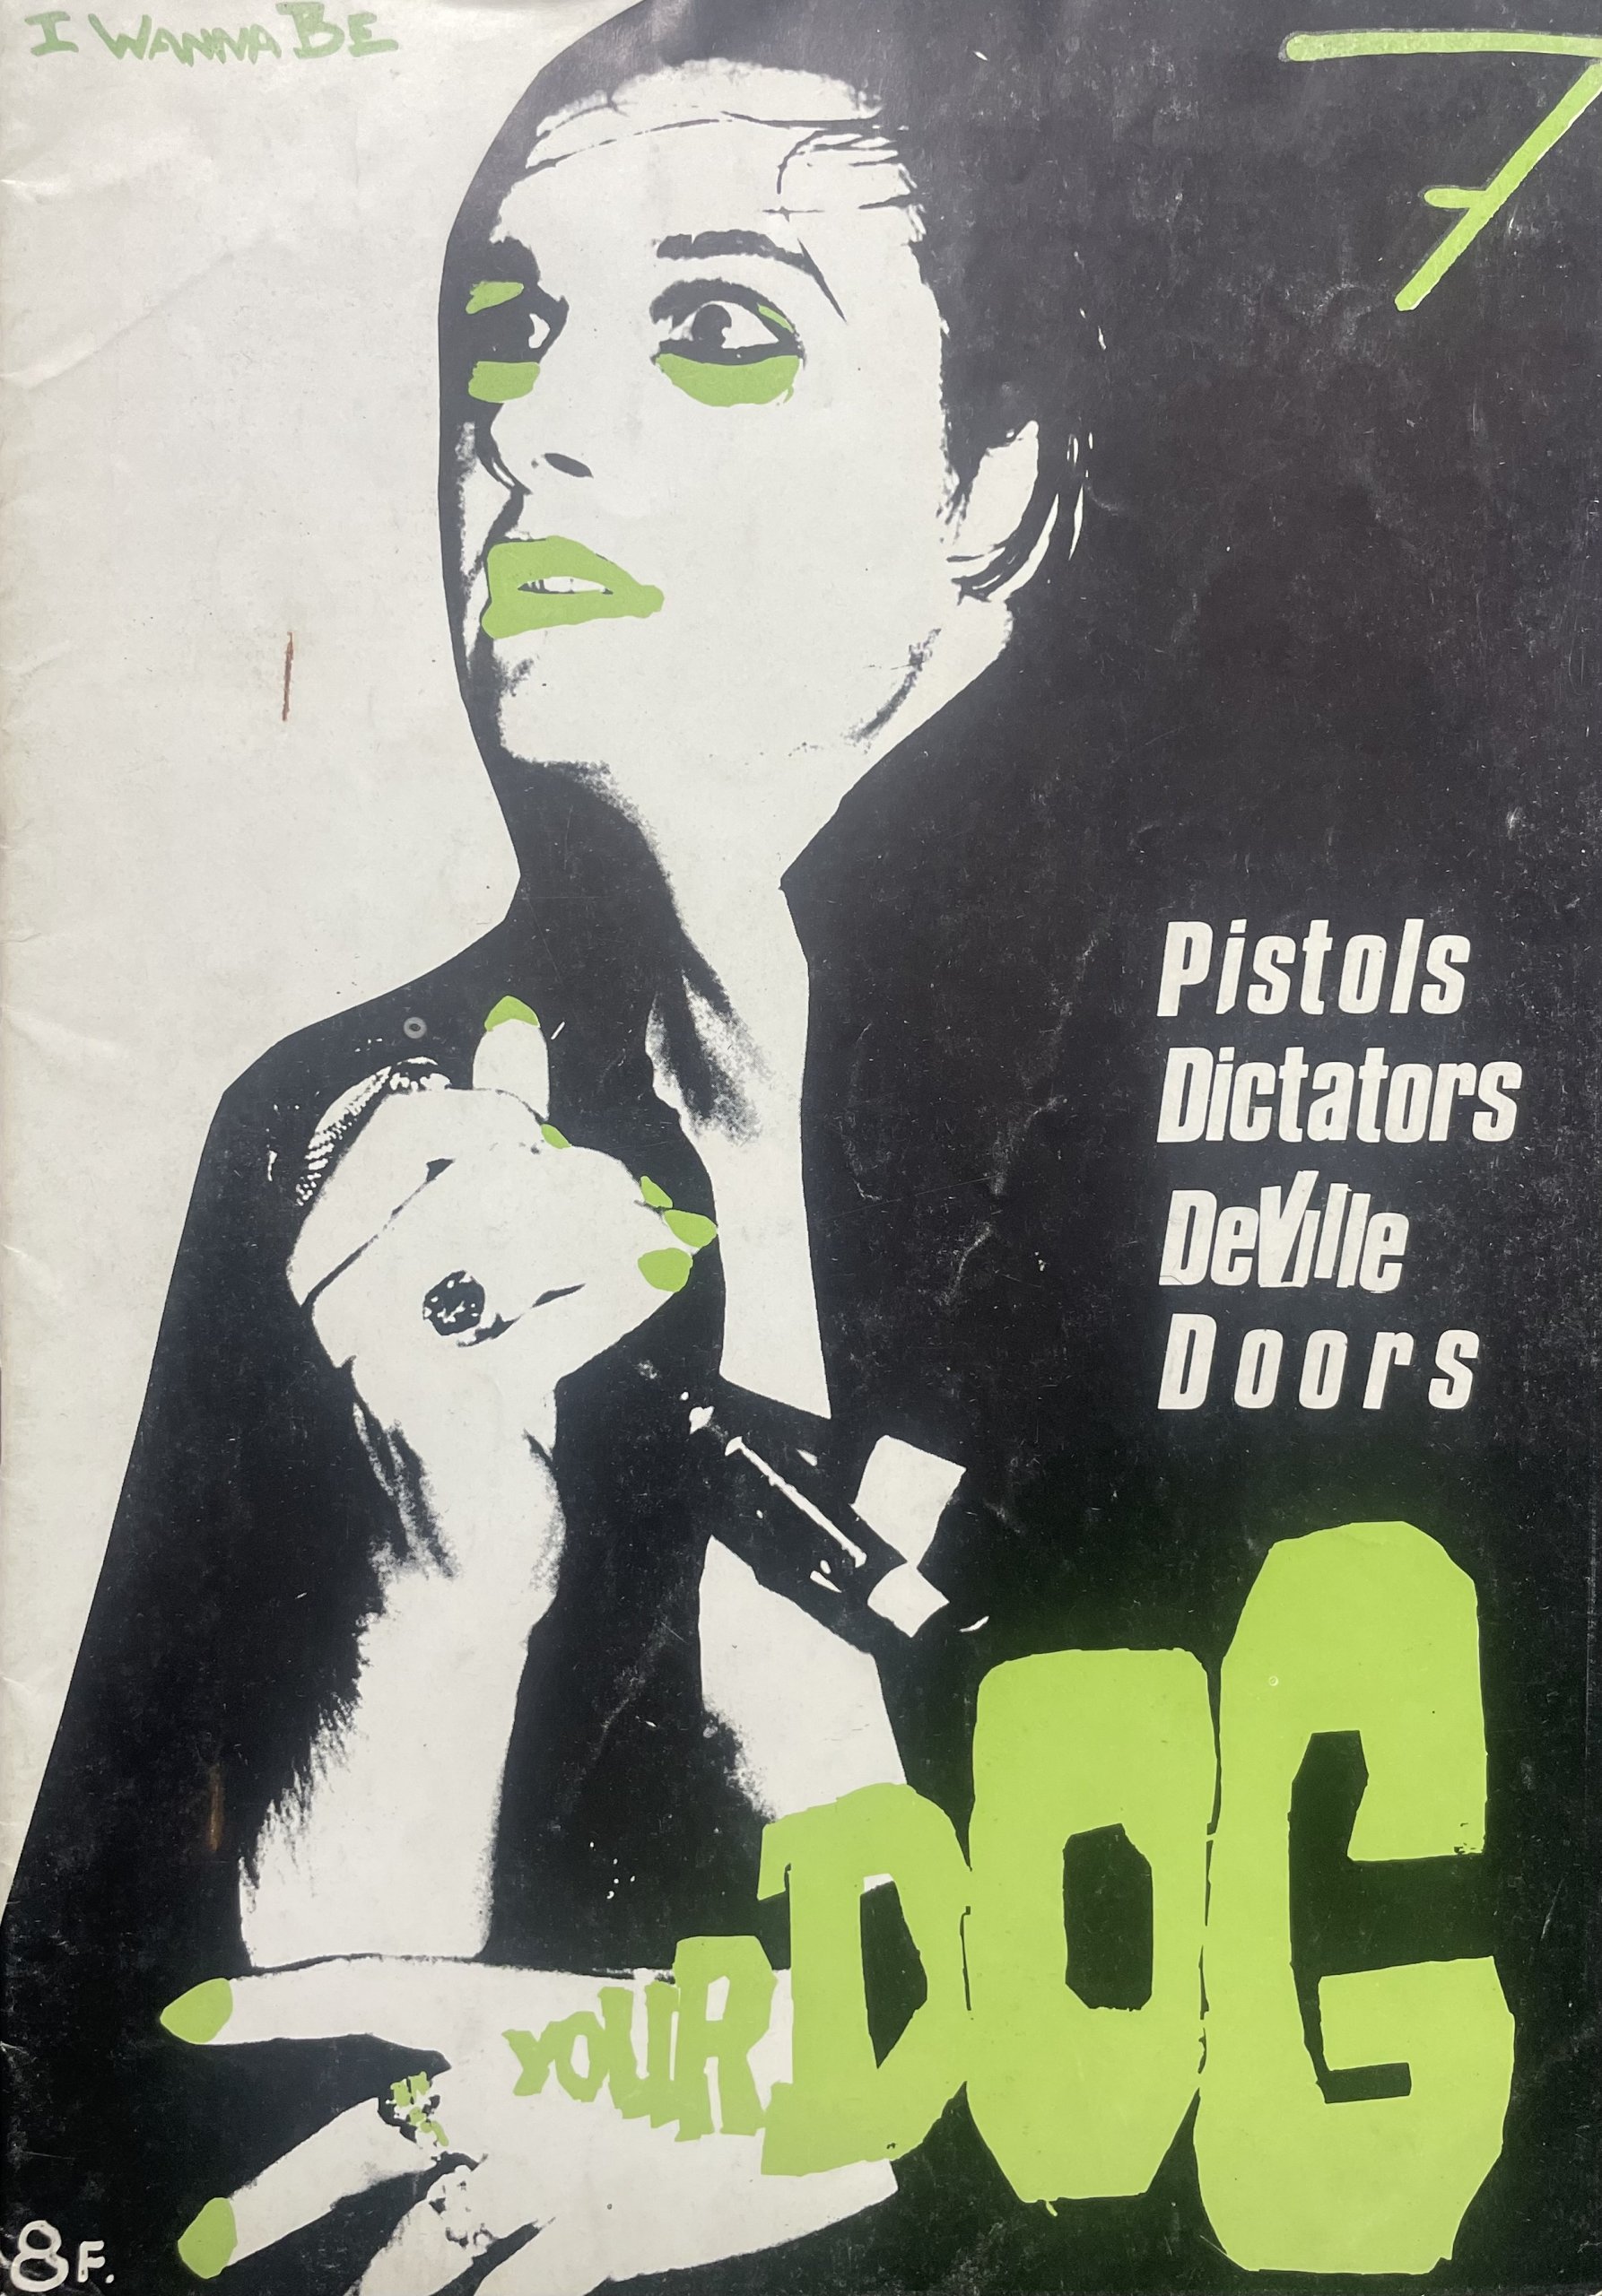 I WANNA BE
7
Pistols
Dictators
DeVille
Doors
YOUR DOG
8F.